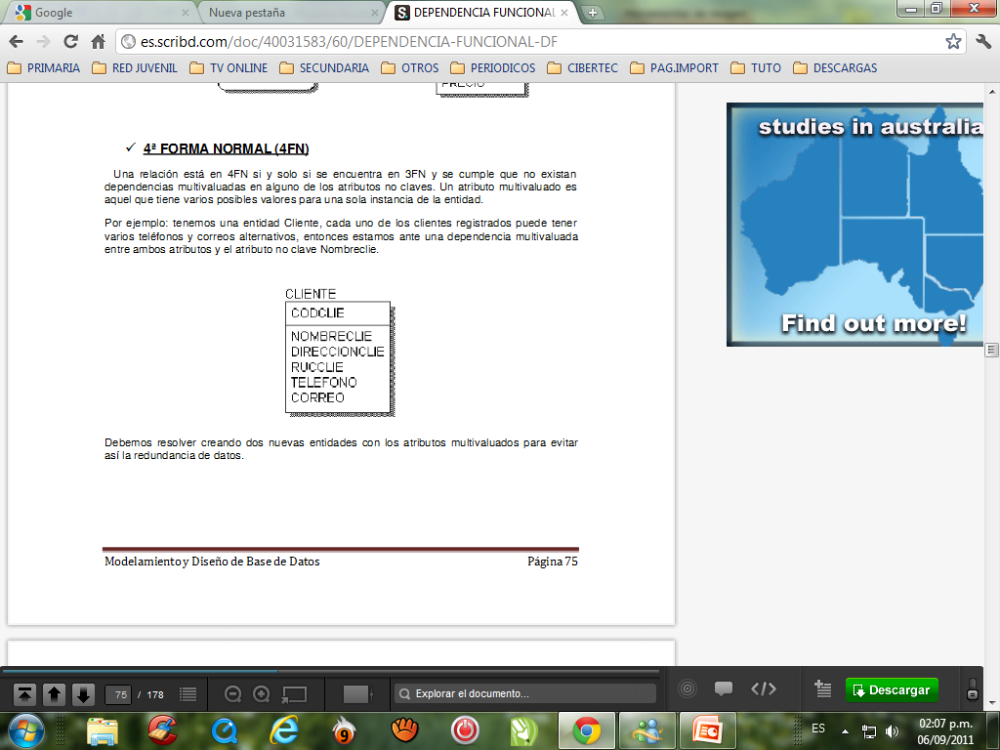 Google
Nueva pestaña
DEPENDENCIA FUNCIONAL
es.scribd.com/doc/40031583/60/DEPENDENCIA-FUNCIONAL-DF
PRIMARIA RED JUVENIL TV ONLINE SECUNDARIA OTROS PERIODICOS CIBERTEC PAG.IMPORT TUTO DESCARGAS
PRECIO
✓ 4ª FORMA NORMAL (4FN)
Una relación está en 4FN si y solo si se encuentra en 3FN y se cumple que no existan
dependencias multivaluadas en alguno de los atributos no claves. Un atributo multivaluado es
aquel que tiene varios posibles valores para una sola instancia de la entidad.
Por ejemplo: tenemos una entidad Cliente, cada uno de los clientes registrados puede tener
varios teléfonos y correos alternativos, entonces estamos ante una dependencia multivaluada
entre ambos atributos y el atributo no clave Nombreclie.
CLIENTE
CODCLIE
NOMBRECLIE
DIRECCIONCLIE
RUCCLIE
TELEFONO
CORREO
Debemos resolver creando dos nuevas entidades con los atributos multivaluados para evitar
así la redundancia de datos.
Modelamiento y Diseño de Base de Datos Página 75
studies in australia
Find out more!
75 / 178
Explorar el documento...
Descargar
9
ES
02:07 p.m.
06/09/2011